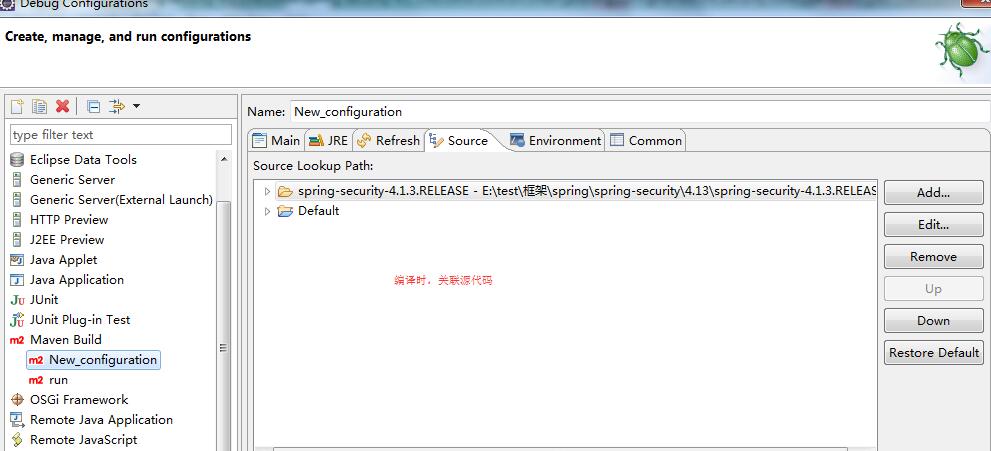 Debug Configurations
Create, manage, and run configurations
type filter text
Eclipse Data Tools
Generic Server
Generic Server(External Launch)
HTTP Preview
J2EE Preview
Java Applet
Java Application
Ju JUnit
JUnit Plug-in Test
m2 Maven Build
m2 New_configuration
m2 run
OSGi Framework
Remote Java Application
Remote JavaScript
Name: New_configuration
Main JRE Refresh Source Environment Common
Source Lookup Path:
spring-security-4.1.3.RELEASE - E:\test\框架\spring\spring-security\4.13\spring-security-4.1.3.RELEAS
Default
编译时，关联源代码
Add...
Edit...
Remove
Up
Down
Restore Default